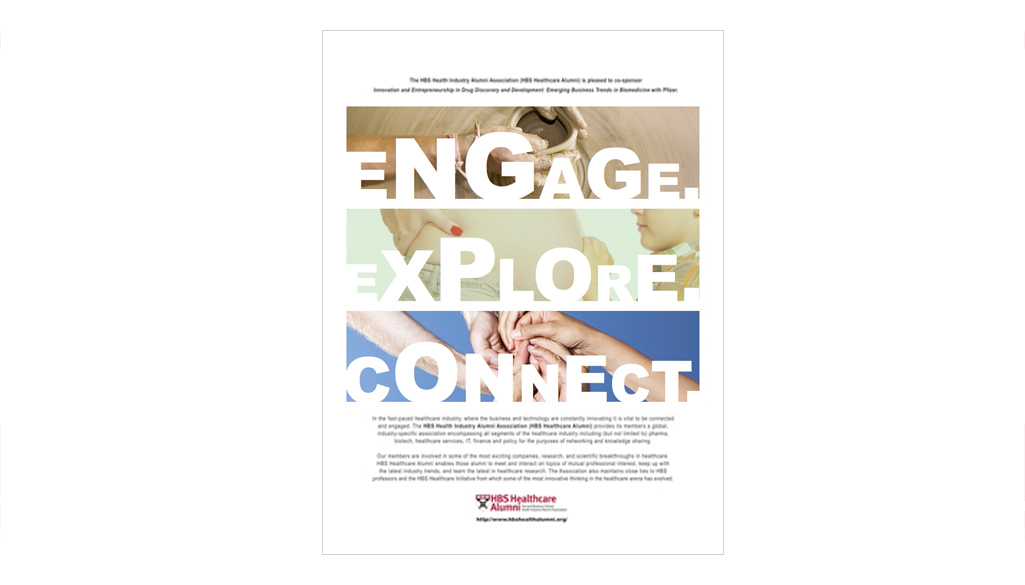 The HBS Health Industry Alumni Association (HBS Healthcare Alumni) is pleased to co-sponsor
Innovation and Entrepreneurship in Drug Discovery and Development: Emerging Business Trends in Biomedicine with Pfizer.
ENGAGE.
EXPLORE.
CONNECT.
In the fast-paced healthcare industry, where the business and technology are constantly innovating it is vital to be connected
and engaged. The HBS Health Industry Alumni Association (HBS Healthcare Alumni) provides its members a global,
industry-specific association encompassing all segments of the healthcare industry including (but not limited to) pharma,
biotech, healthcare services, IT, finance and policy for the purposes of networking and knowledge sharing.
Our members are involved in some of the most exciting companies, research, and scientific breakthroughs in healthcare.
HBS Healthcare Alumni enables those alumni to meet and interact on topics of mutual professional interest, keep up with
the latest industry trends, and learn the latest in healthcare research. The Association also maintains close ties to HBS
professors and the HBS Healthcare Initiative from which some of the most innovative thinking in the healthcare arena has evolved.
HBS Healthcare
Alumni
Harvard Business School
Health Industry Alumni Association
http://www.hbshealthalumni.org/